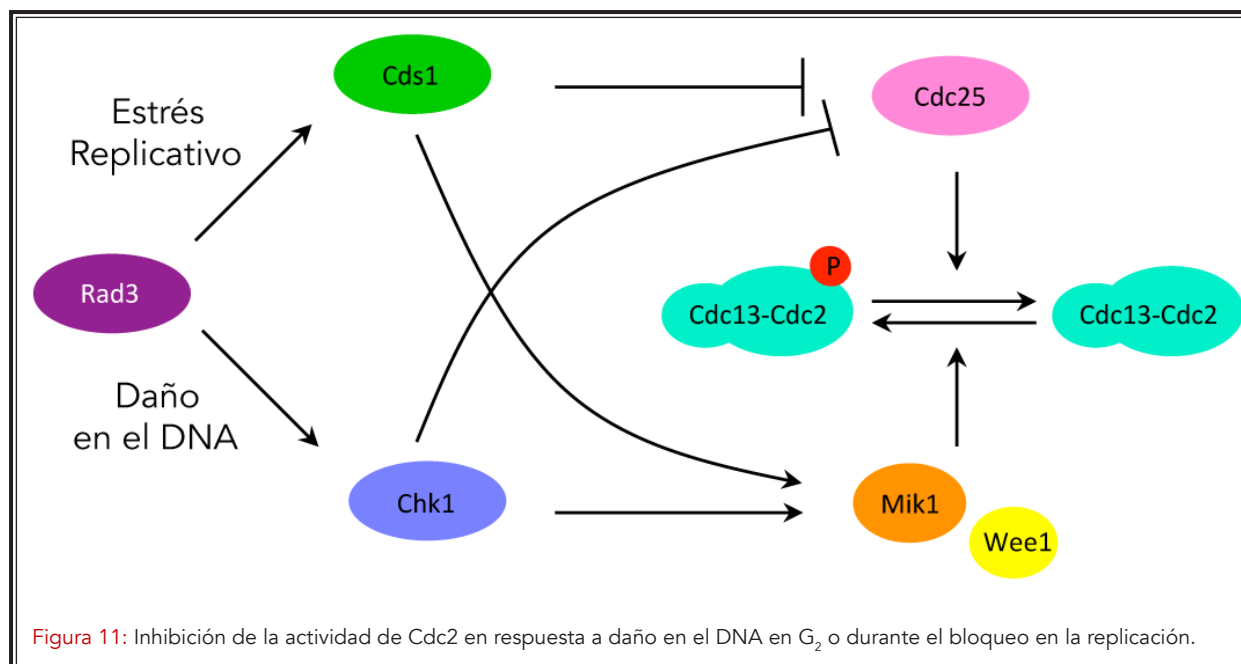 Cds1
Cdc25
Estrés
Replicativo
Rad3
P
Cdc13-Cdc2
Cdc13-Cdc2
Daño
en el DNA
Chk1
Mik1
Wee1
Figura 11: Inhibición de la actividad de Cdc2 en respuesta a daño en el DNA en G₂ o durante el bloqueo en la replicación.